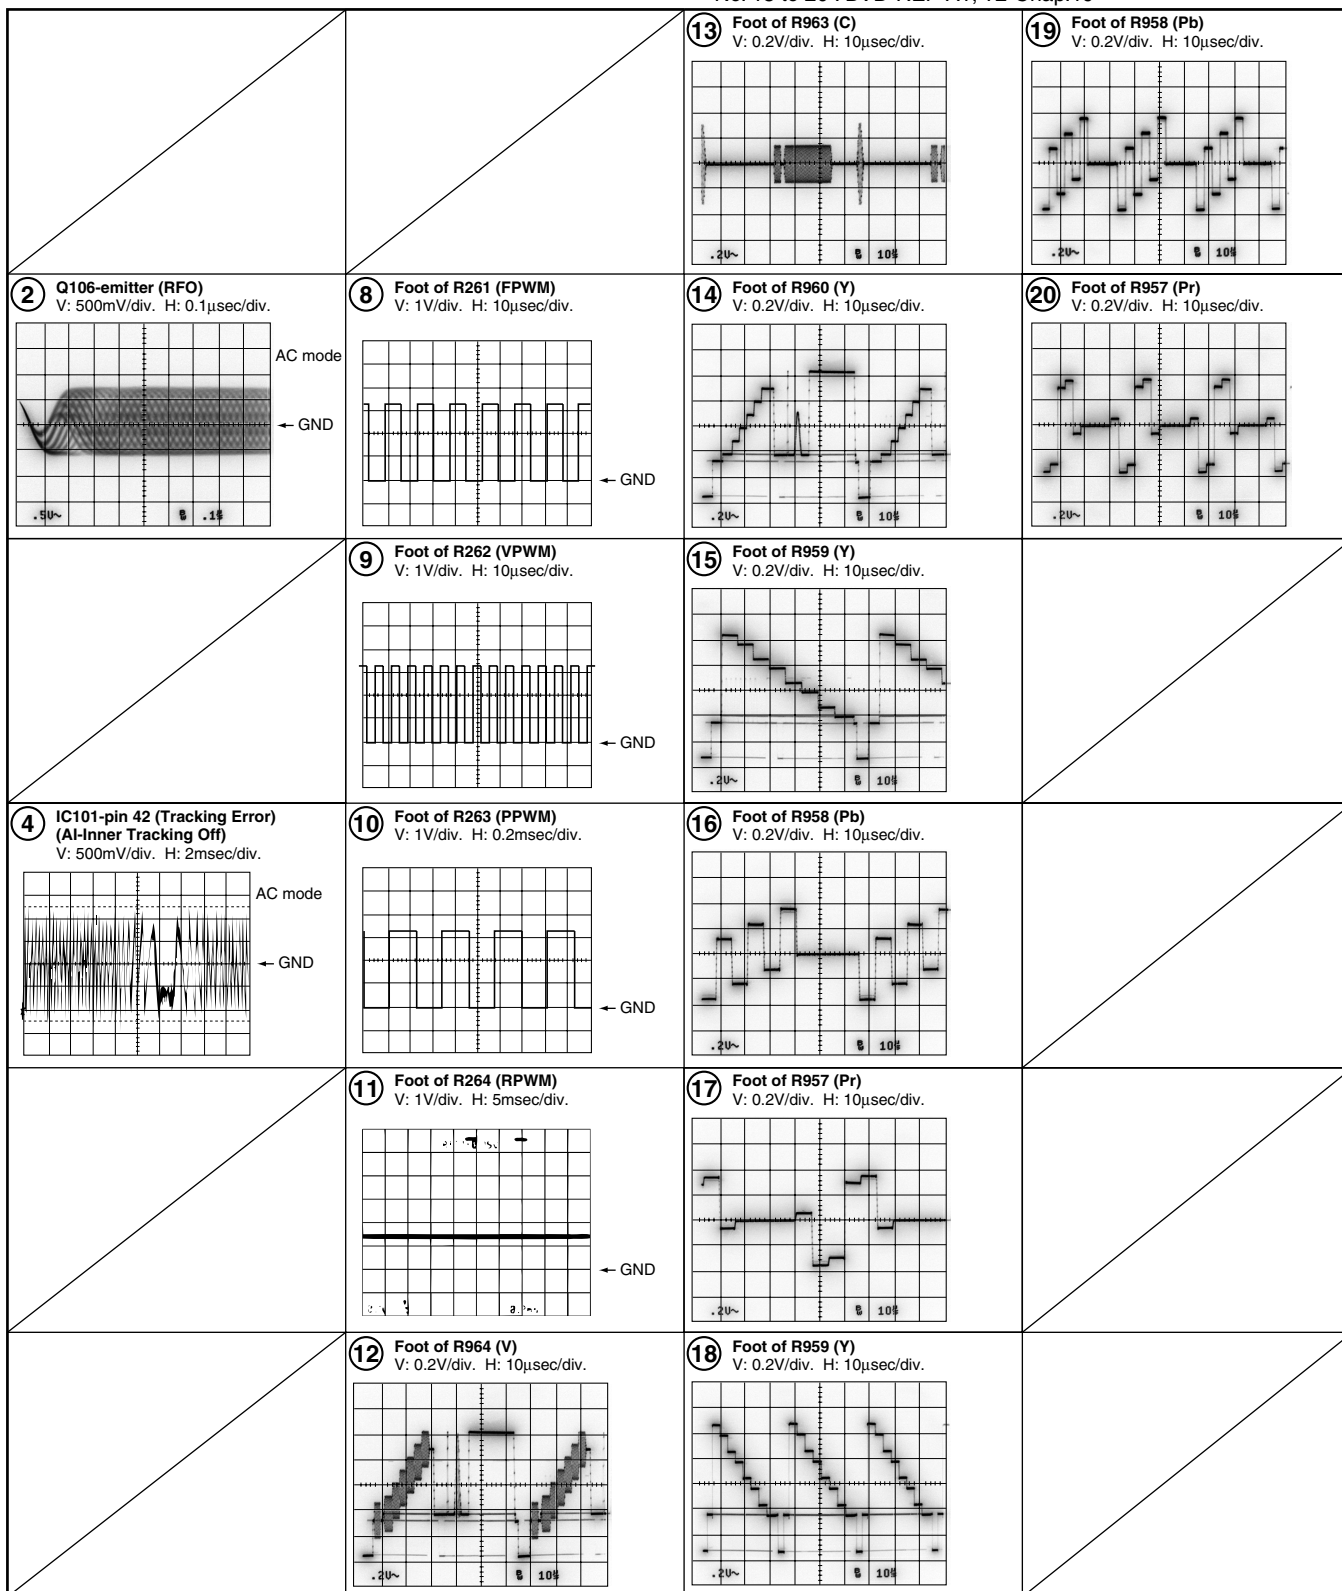 13 Foot of R963 (C)
V: 0.2V/div. H: 10µsec/div.
.2V~ 10
19 Foot of R958 (Pb)
V: 0.2V/div. H: 10µsec/div.
.2V~ 10
2 Q106-emitter (RFO)
V: 500mV/div. H: 0.1µsec/div.
AC mode
← GND
.5V~ .1
8 Foot of R261 (FPWM)
V: 1V/div. H: 10µsec/div.
← GND
14 Foot of R960 (Y)
V: 0.2V/div. H: 10µsec/div.
.2V~ 10
20 Foot of R957 (Pr)
V: 0.2V/div. H: 10µsec/div.
.2V~ 10
9 Foot of R262 (VPWM)
V: 1V/div. H: 10µsec/div.
← GND
15 Foot of R959 (Y)
V: 0.2V/div. H: 10µsec/div.
.2V~ 10
4 IC101-pin 42 (Tracking Error)
(AI-Inner Tracking Off)
V: 500mV/div. H: 2msec/div.
AC mode
← GND
10 Foot of R263 (PPWM)
V: 1V/div. H: 0.2msec/div.
← GND
16 Foot of R958 (Pb)
V: 0.2V/div. H: 10µsec/div.
.2V~ 10
11 Foot of R264 (RPWM)
V: 1V/div. H: 5msec/div.
← GND
17 Foot of R957 (Pr)
V: 0.2V/div. H: 10µsec/div.
.2V~ 10
12 Foot of R964 (V)
V: 0.2V/div. H: 10µsec/div.
.2V~ 10
18 Foot of R959 (Y)
V: 0.2V/div. H: 10µsec/div.
.2V~ 10